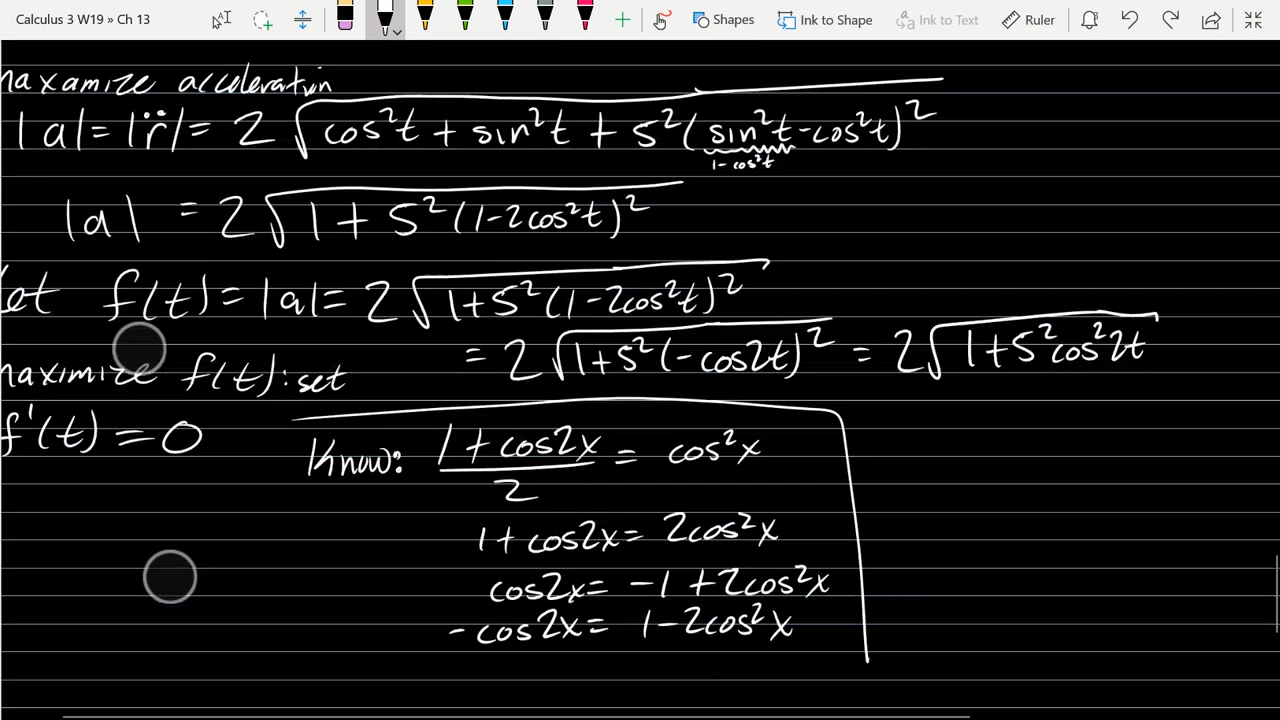 Calculus 3 W19 » Ch 13
Shapes
Ink to Shape
Ink to Text
Ruler
maxamize acceleration
|a| = |r̈| = 2√(cos²t + sin²t + 5²(sin²t - cos²t)²)
1 - cos²t
|a| = 2√(1 + 5²(1-2cos²t)²)
let f(t) = |a| = 2√(1+5²(1-2cos²t)²)
= 2√(1+5²(-cos2t)²) = 2√(1+5²cos²2t)
maximize f(t): set
f'(t) = 0
Know: (1 + cos2x)/2 = cos²x
1 + cos2x = 2cos²x
cos2x = -1 + 2cos²x
-cos2x = 1 - 2cos²x